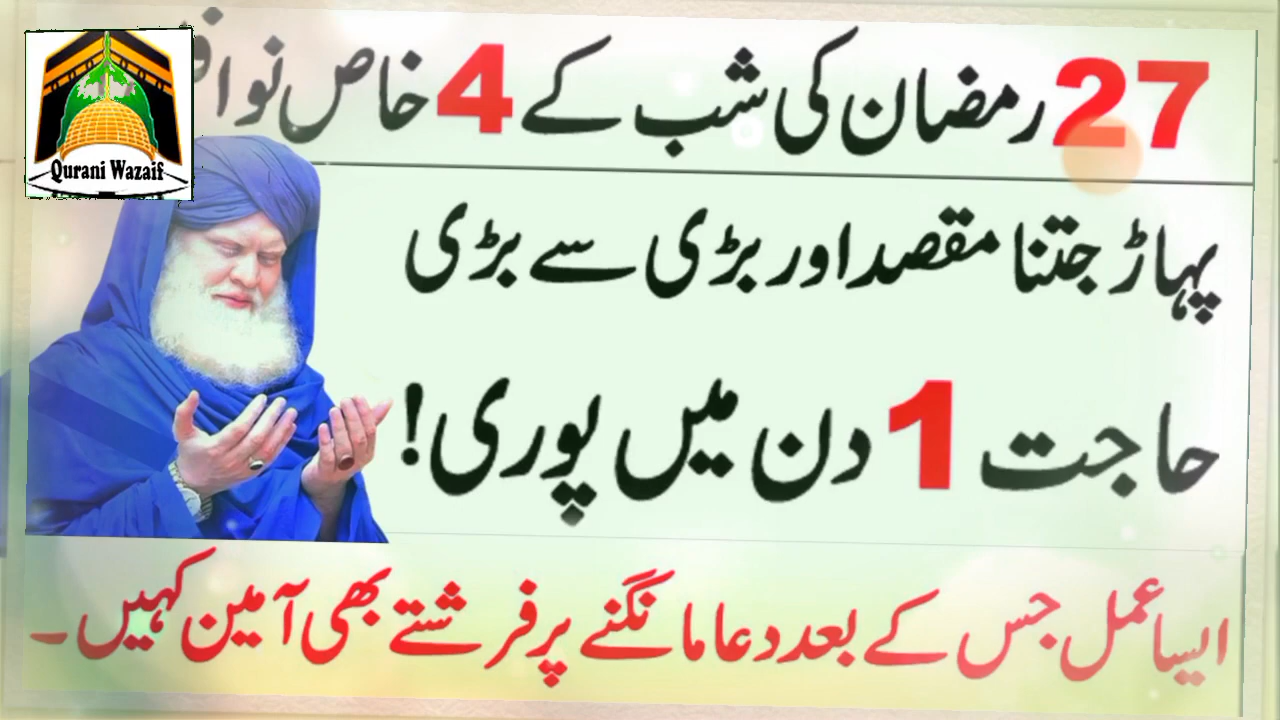 27 رمضان کی شب کے 4 خاص
پہاڑ جتنا مقصد اور بڑی سے بڑی
حاجت 1 دن میں پوری!
ایسا عمل جس کے بعد دعا مانگنے پر فرشتے بھی آمین کہیں۔
Qurani Wazaif